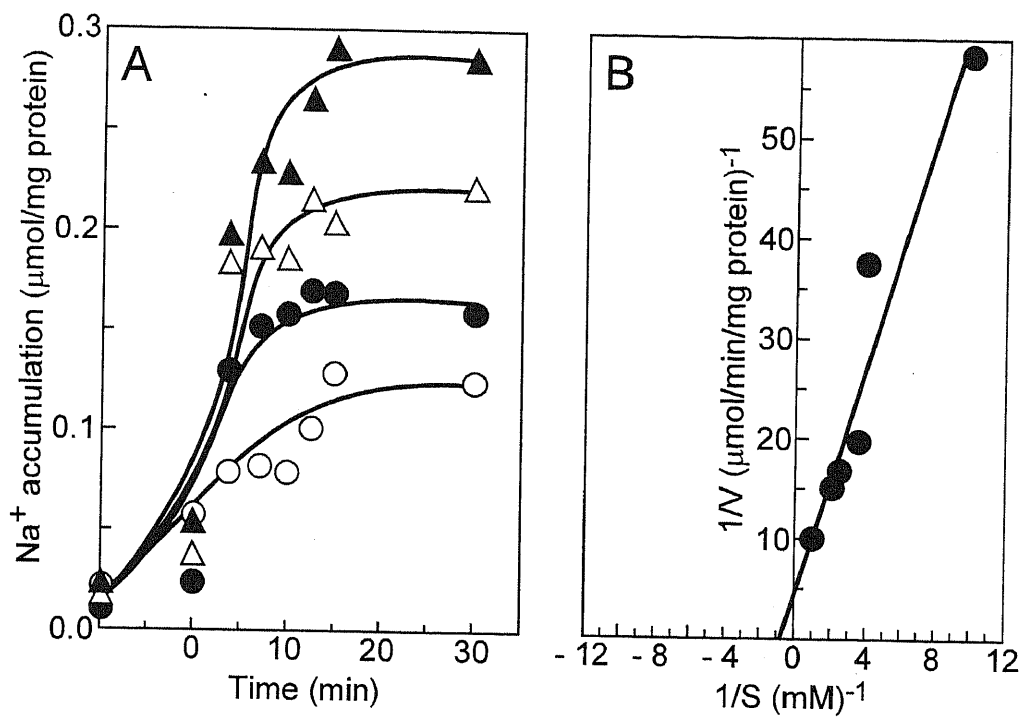 A
Na+ accumulation (μmol/mg protein)
0.3
0.2
0.1
0.0
0 10 20 30
Time (min)
B
1/V (μmol/min/mg protein)-1
50
40
30
20
10
- 12 - 8 - 4 0 4 8 12
1/S (mM)-1